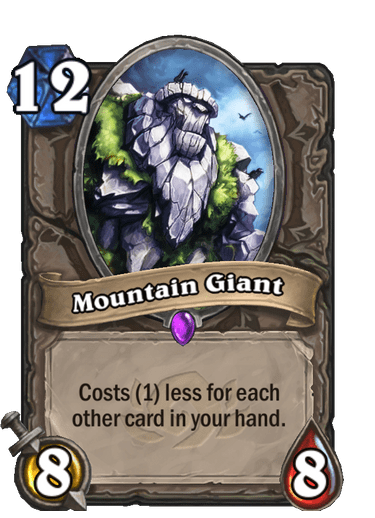 12
Mountain Giant
Costs (1) less for each
other card in your hand.
8
8